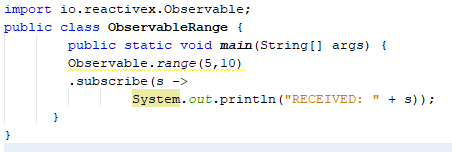 import io.reactivex.Observable;
public class ObservableRange {
public static void main(String[] args) {
Observable.range(5,10)
.subscribe(s ->
System.out.println("RECEIVED: " + s));
}
}